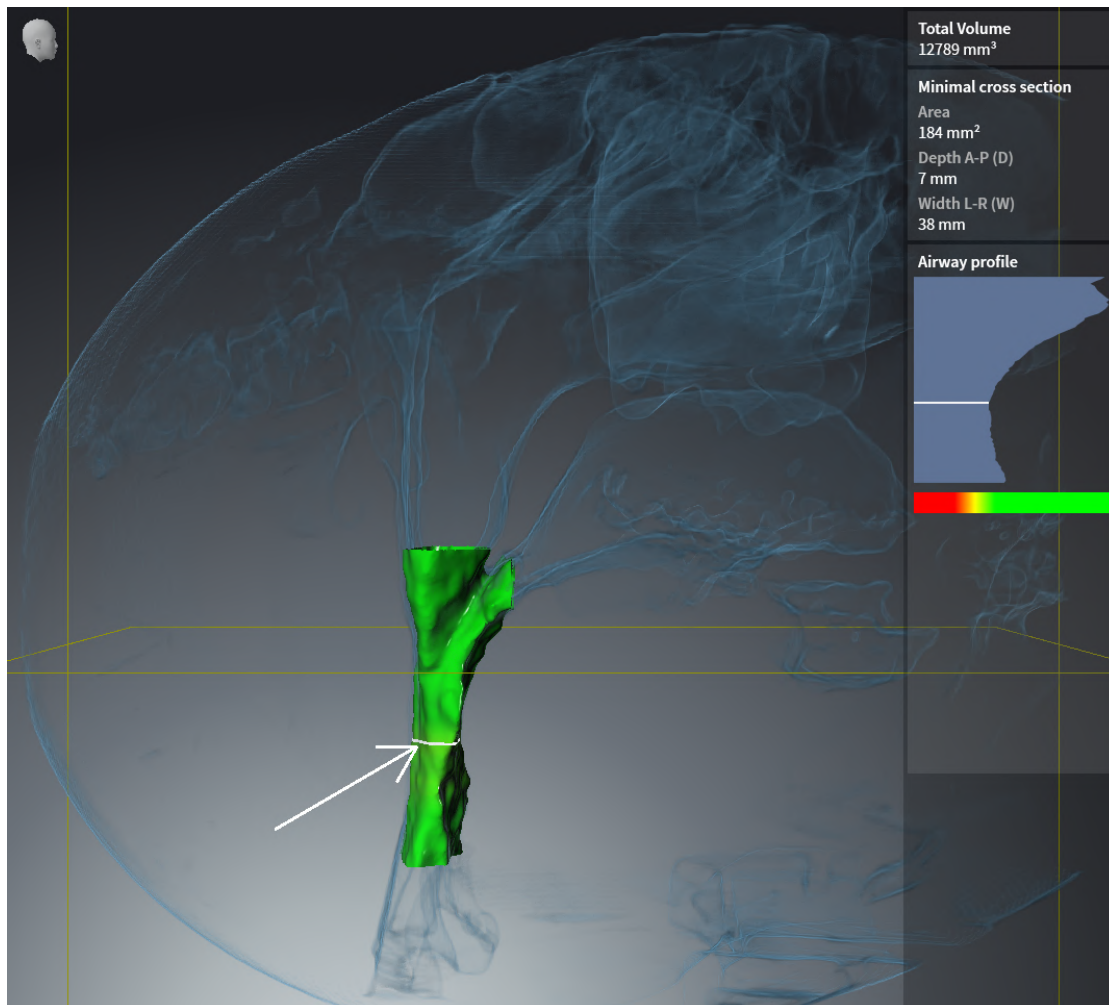 Total Volume
12789 mm³
Minimal cross section
Area
184 mm²
Depth A-P (D)
7 mm
Width L-R (W)
38 mm
Airway profile